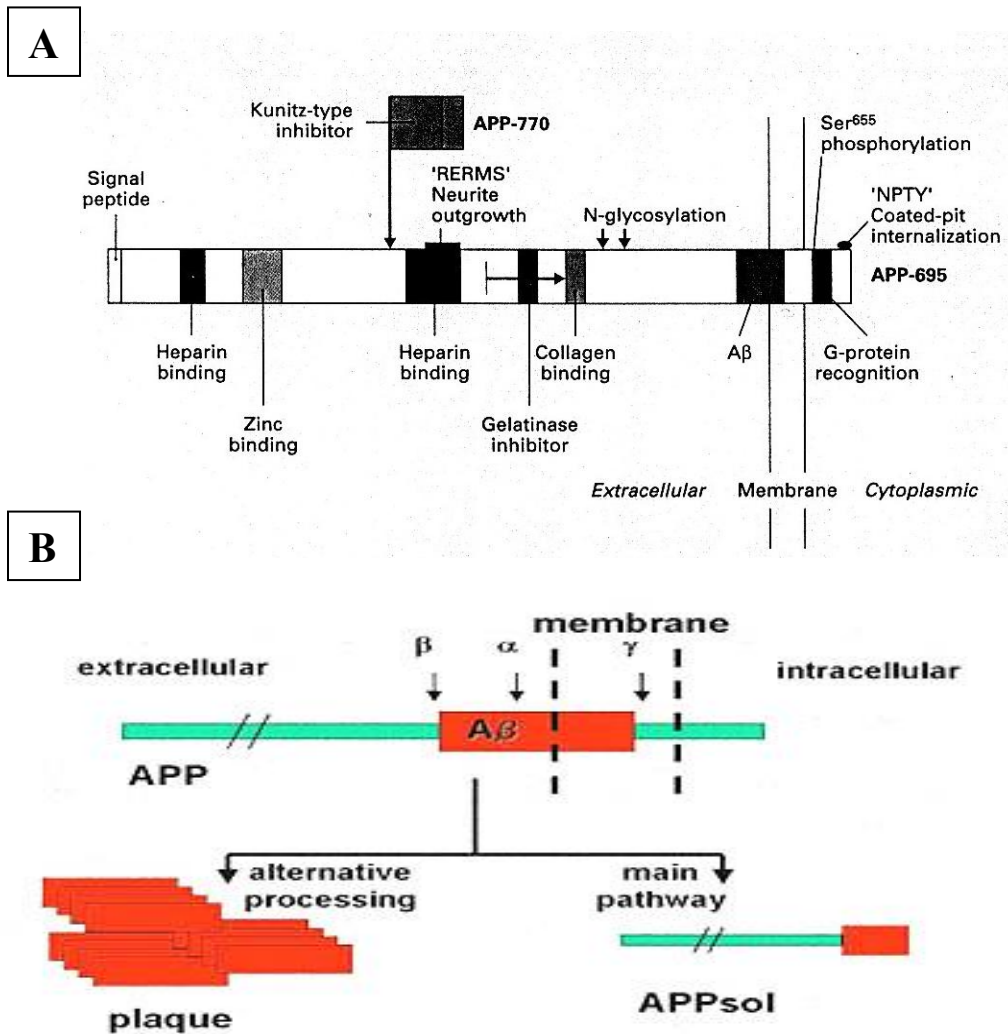 A
Kunitz-type
inhibitor
APP-770
Ser655
phosphorylation
Signal
peptide
'RERMS'
Neurite
outgrowth
N-glycosylation
'NPTY'
Coated-pit
internalization
APP-695
Heparin
binding
Zinc
binding
Heparin
binding
Gelatinase
inhibitor
Collagen
binding
Aβ
G-protein
recognition
Extracellular Membrane Cytoplasmic
B
membrane
β α γ
extracellular intracellular
Aβ
APP
alternative
processing
main
pathway
plaque
APPsol